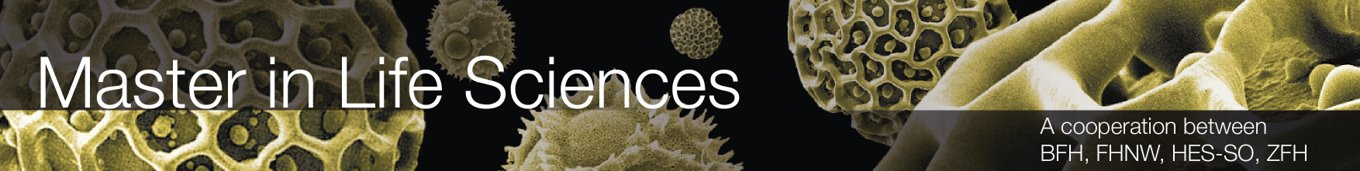 Master in Life Sciences
A cooperation between
BFH, FHNW, HES-SO, ZFH